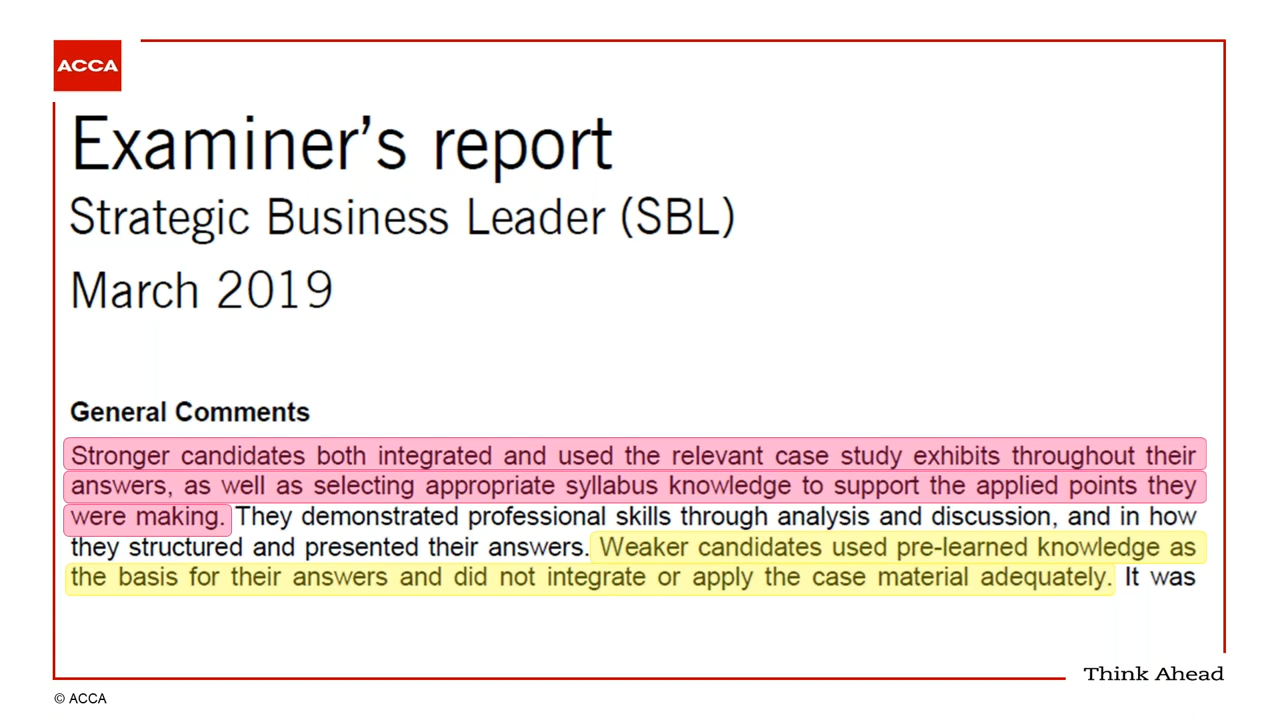 ACCA
Examiner's report
Strategic Business Leader (SBL)
March 2019
General Comments
Stronger candidates both integrated and used the relevant case study exhibits throughout their
answers, as well as selecting appropriate syllabus knowledge to support the applied points they
were making. They demonstrated professional skills through analysis and discussion, and in how
they structured and presented their answers. Weaker candidates used pre-learned knowledge as
the basis for their answers and did not integrate or apply the case material adequately. It was
Think Ahead
© ACCA